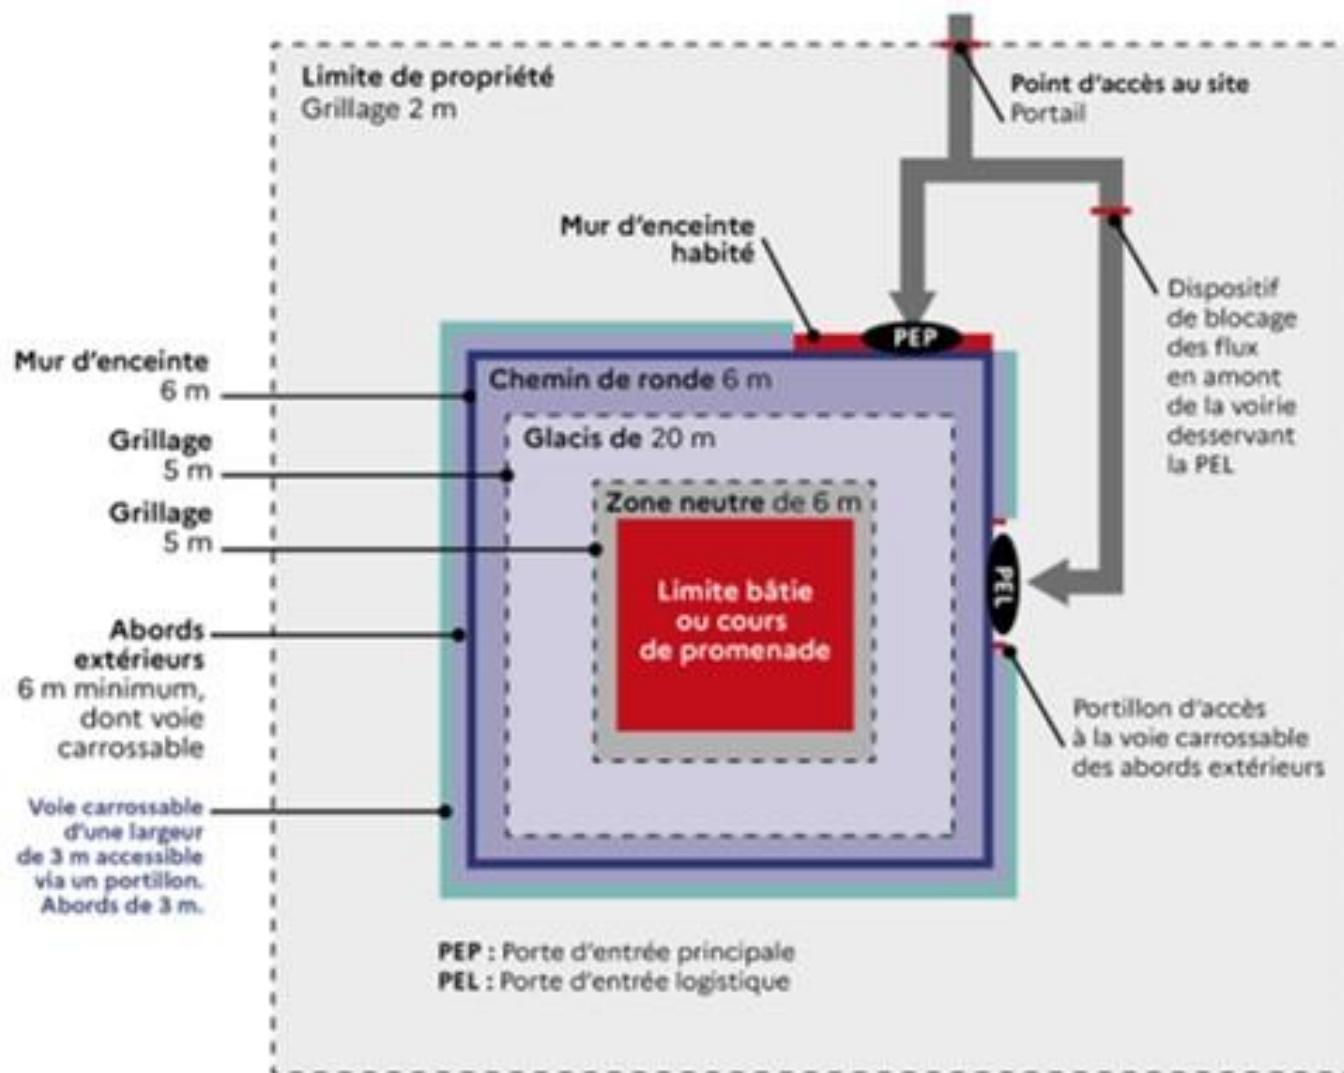 Limite de propriété
Grillage 2 m
Point d'accès au site
Portail
Mur d'enceinte
habité
Dispositif
de blocage
des flux
en amont
de la voirie
desservant
la PEL
PEP
Mur d'enceinte
6 m
Chemin de ronde 6 m
Grillage
5 m
Glacis de 20 m
Grillage
5 m
Zone neutre de 6 m
Limite bâtie
ou cours
de promenade
PEL
Abords
extérieurs
6 m minimum,
dont voie
carrossable
Portillon d'accès
à la voie carrossable
des abords extérieurs
Voie carrossable
d'une largeur
de 3 m accessible
via un portillon.
Abords de 3 m.
PEP : Porte d'entrée principale
PEL : Porte d'entrée logistique